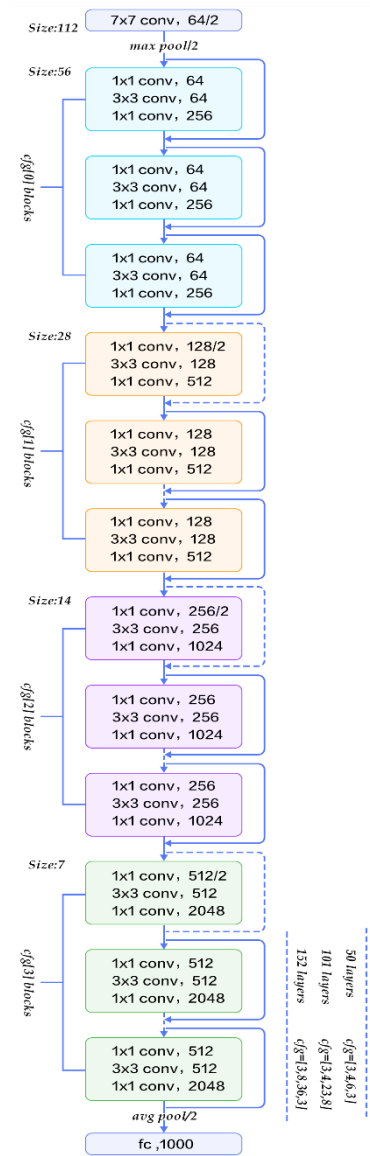 Size:112
7x7 conv, 64/2
max pool/2
Size:56
1x1 conv, 64
3x3 conv, 64
1x1 conv, 256
cfg[0] blocks
1x1 conv, 64
3x3 conv, 64
1x1 conv, 256
1x1 conv, 64
3x3 conv, 64
1x1 conv, 256
Size:28
1x1 conv, 128/2
3x3 conv, 128
1x1 conv, 512
cfg[1] blocks
1x1 conv, 128
3x3 conv, 128
1x1 conv, 512
1x1 conv, 128
3x3 conv, 128
1x1 conv, 512
Size:14
1x1 conv, 256/2
3x3 conv, 256
1x1 conv, 1024
cfg[2] blocks
1x1 conv, 256
3x3 conv, 256
1x1 conv, 1024
1x1 conv, 256
3x3 conv, 256
1x1 conv, 1024
Size:7
1x1 conv, 512/2
3x3 conv, 512
1x1 conv, 2048
cfg[3] blocks
1x1 conv, 512
3x3 conv, 512
1x1 conv, 2048
1x1 conv, 512
3x3 conv, 512
1x1 conv, 2048
avg pool/2
fc ,1000
50 layers cfg=[3,4,6,3]
101 layers cfg=[3,4,23,8]
152 layers cfg=[3,8,36,3]